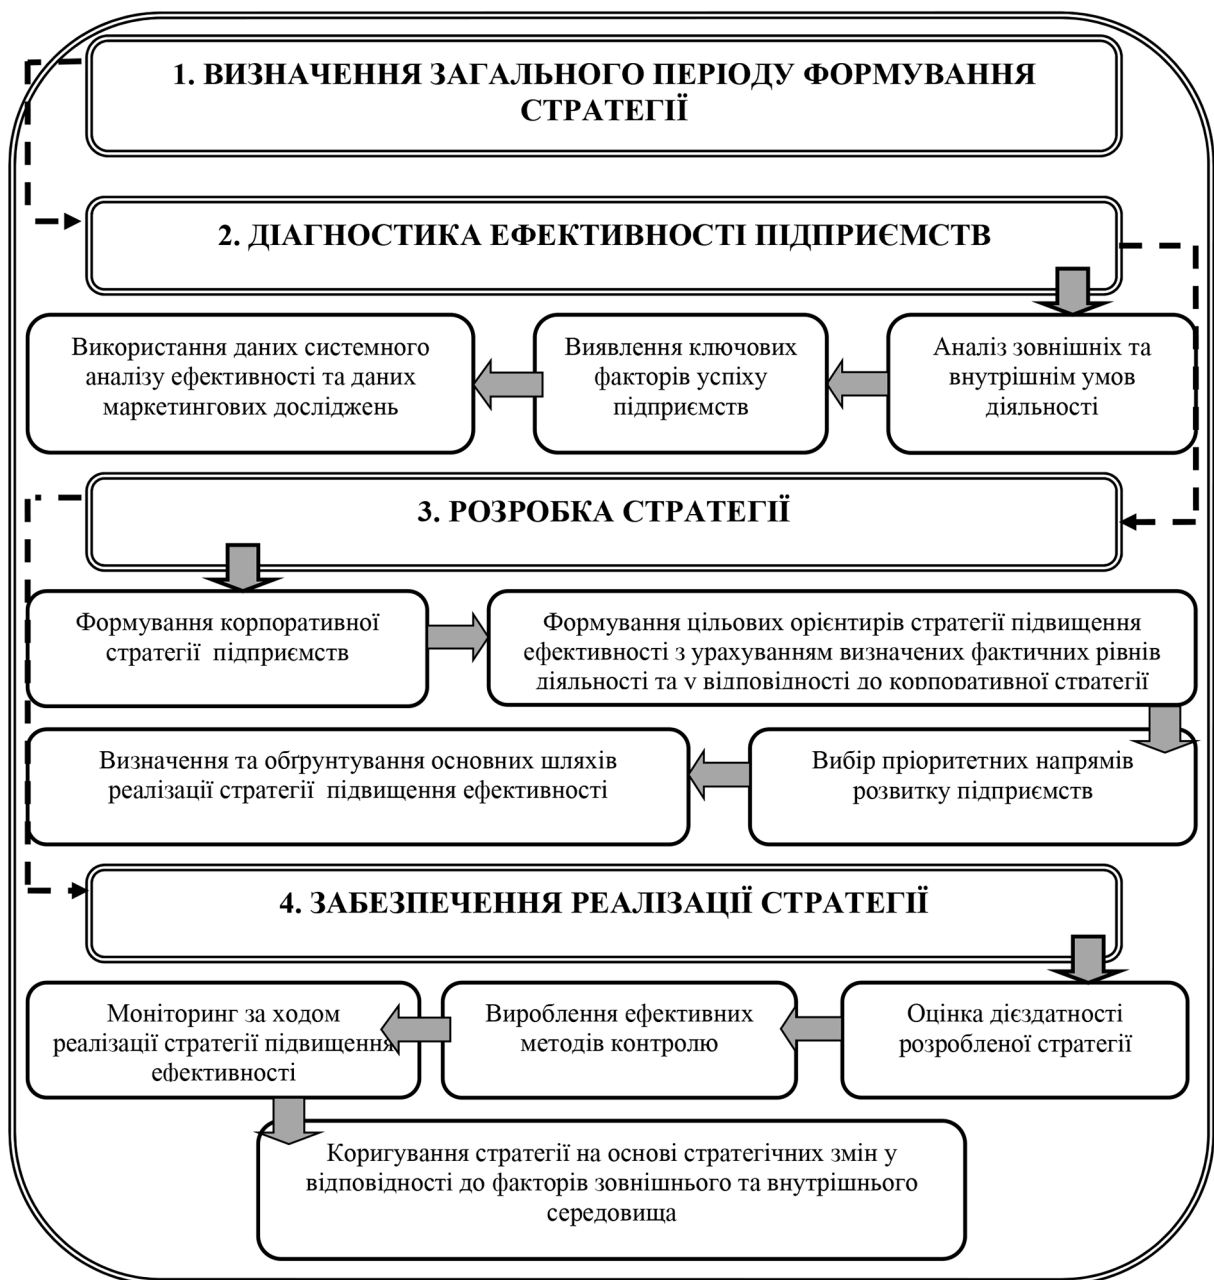 1. ВИЗНАЧЕННЯ ЗАГАЛЬНОГО ПЕРІОДУ ФОРМУВАННЯ
СТРАТЕГІЇ
2. ДІАГНОСТИКА ЕФЕКТИВНОСТІ ПІДПРИЄМСТВ
Аналіз зовнішніх та
внутрішнім умов
діяльності
Виявлення ключових
факторів успіху
підприємств
Використання даних системного
аналізу ефективності та даних
маркетингових досліджень
3. РОЗРОБКА СТРАТЕГІЇ
Формування корпоративної
стратегії підприємств
Формування цільових орієнтирів стратегії підвищення
ефективності з урахуванням визначених фактичних рівнів
діяльності та у відповідності до корпоративної стратегії
Вибір пріоритетних напрямів
розвитку підприємств
Визначення та обґрунтування основних шляхів
реалізації стратегії підвищення ефективності
4. ЗАБЕЗПЕЧЕННЯ РЕАЛІЗАЦІЇ СТРАТЕГІЇ
Оцінка дієздатності
розробленої стратегії
Вироблення ефективних
методів контролю
Моніторинг за ходом
реалізації стратегії підвищення
ефективності
Коригування стратегії на основі стратегічних змін у
відповідності до факторів зовнішнього та внутрішнього
середовища